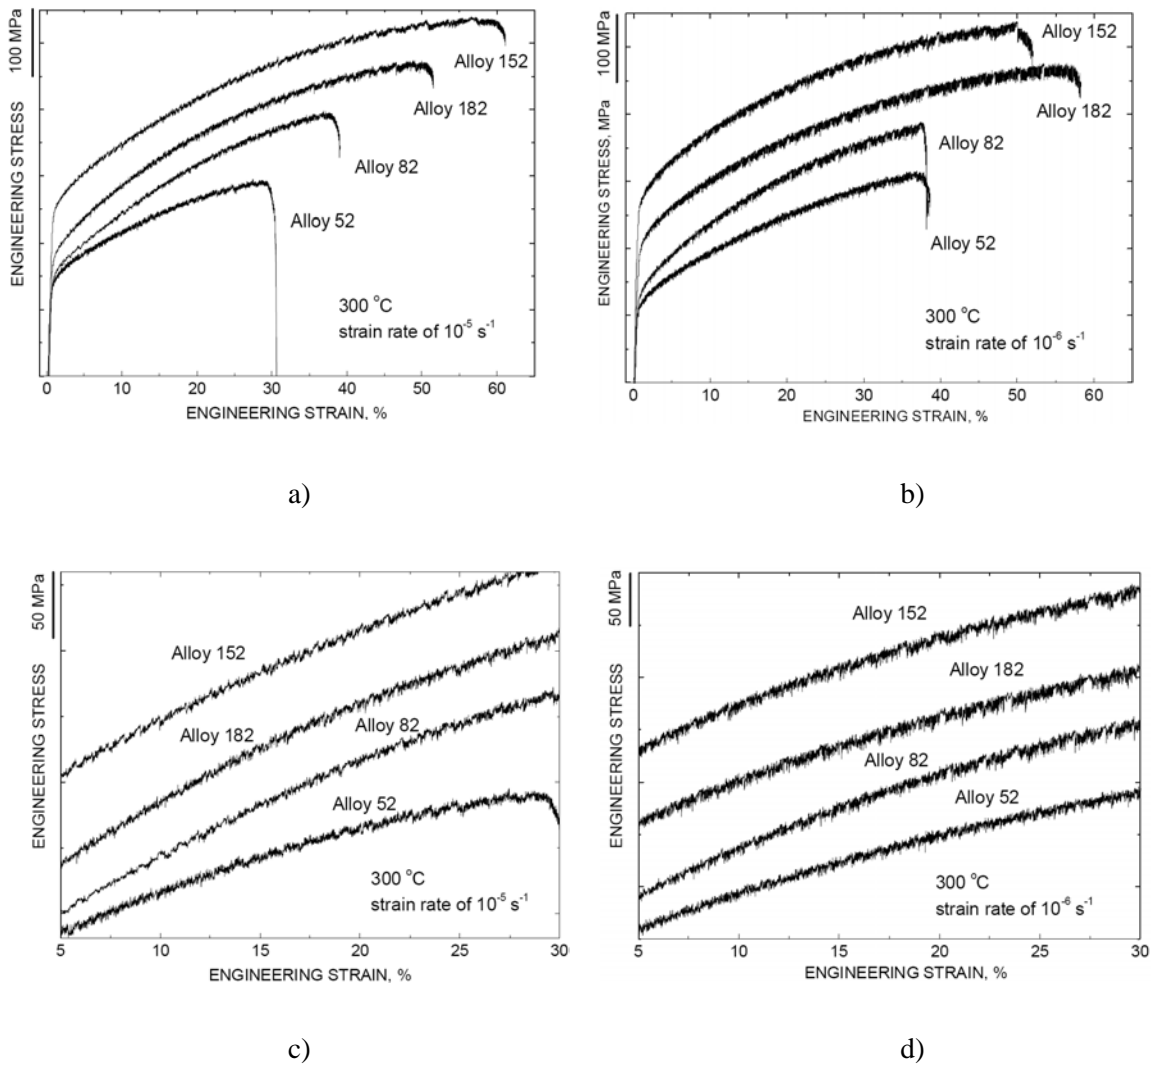 100 MPa
ENGINEERING STRESS
Alloy 152
Alloy 182
Alloy 82
Alloy 52
300 °C
strain rate of 10⁻⁵ s⁻¹
0 10 20 30 40 50 60
ENGINEERING STRAIN, %
a)
100 MPa
ENGINEERING STRESS, MPa
Alloy 152
Alloy 182
Alloy 82
Alloy 52
300 °C
strain rate of 10⁻⁶ s⁻¹
0 10 20 30 40 50 60
ENGINEERING STRAIN, %
b)
50 MPa
ENGINEERING STRESS
Alloy 152
Alloy 182
Alloy 82
Alloy 52
300 °C
strain rate of 10⁻⁵ s⁻¹
5 10 15 20 25 30
ENGINEERING STRAIN, %
c)
50 MPa
ENGINEERING STRESS
Alloy 152
Alloy 182
Alloy 82
Alloy 52
300 °C
strain rate of 10⁻⁶ s⁻¹
5 10 15 20 25 30
ENGINEERING STRAIN, %
d)